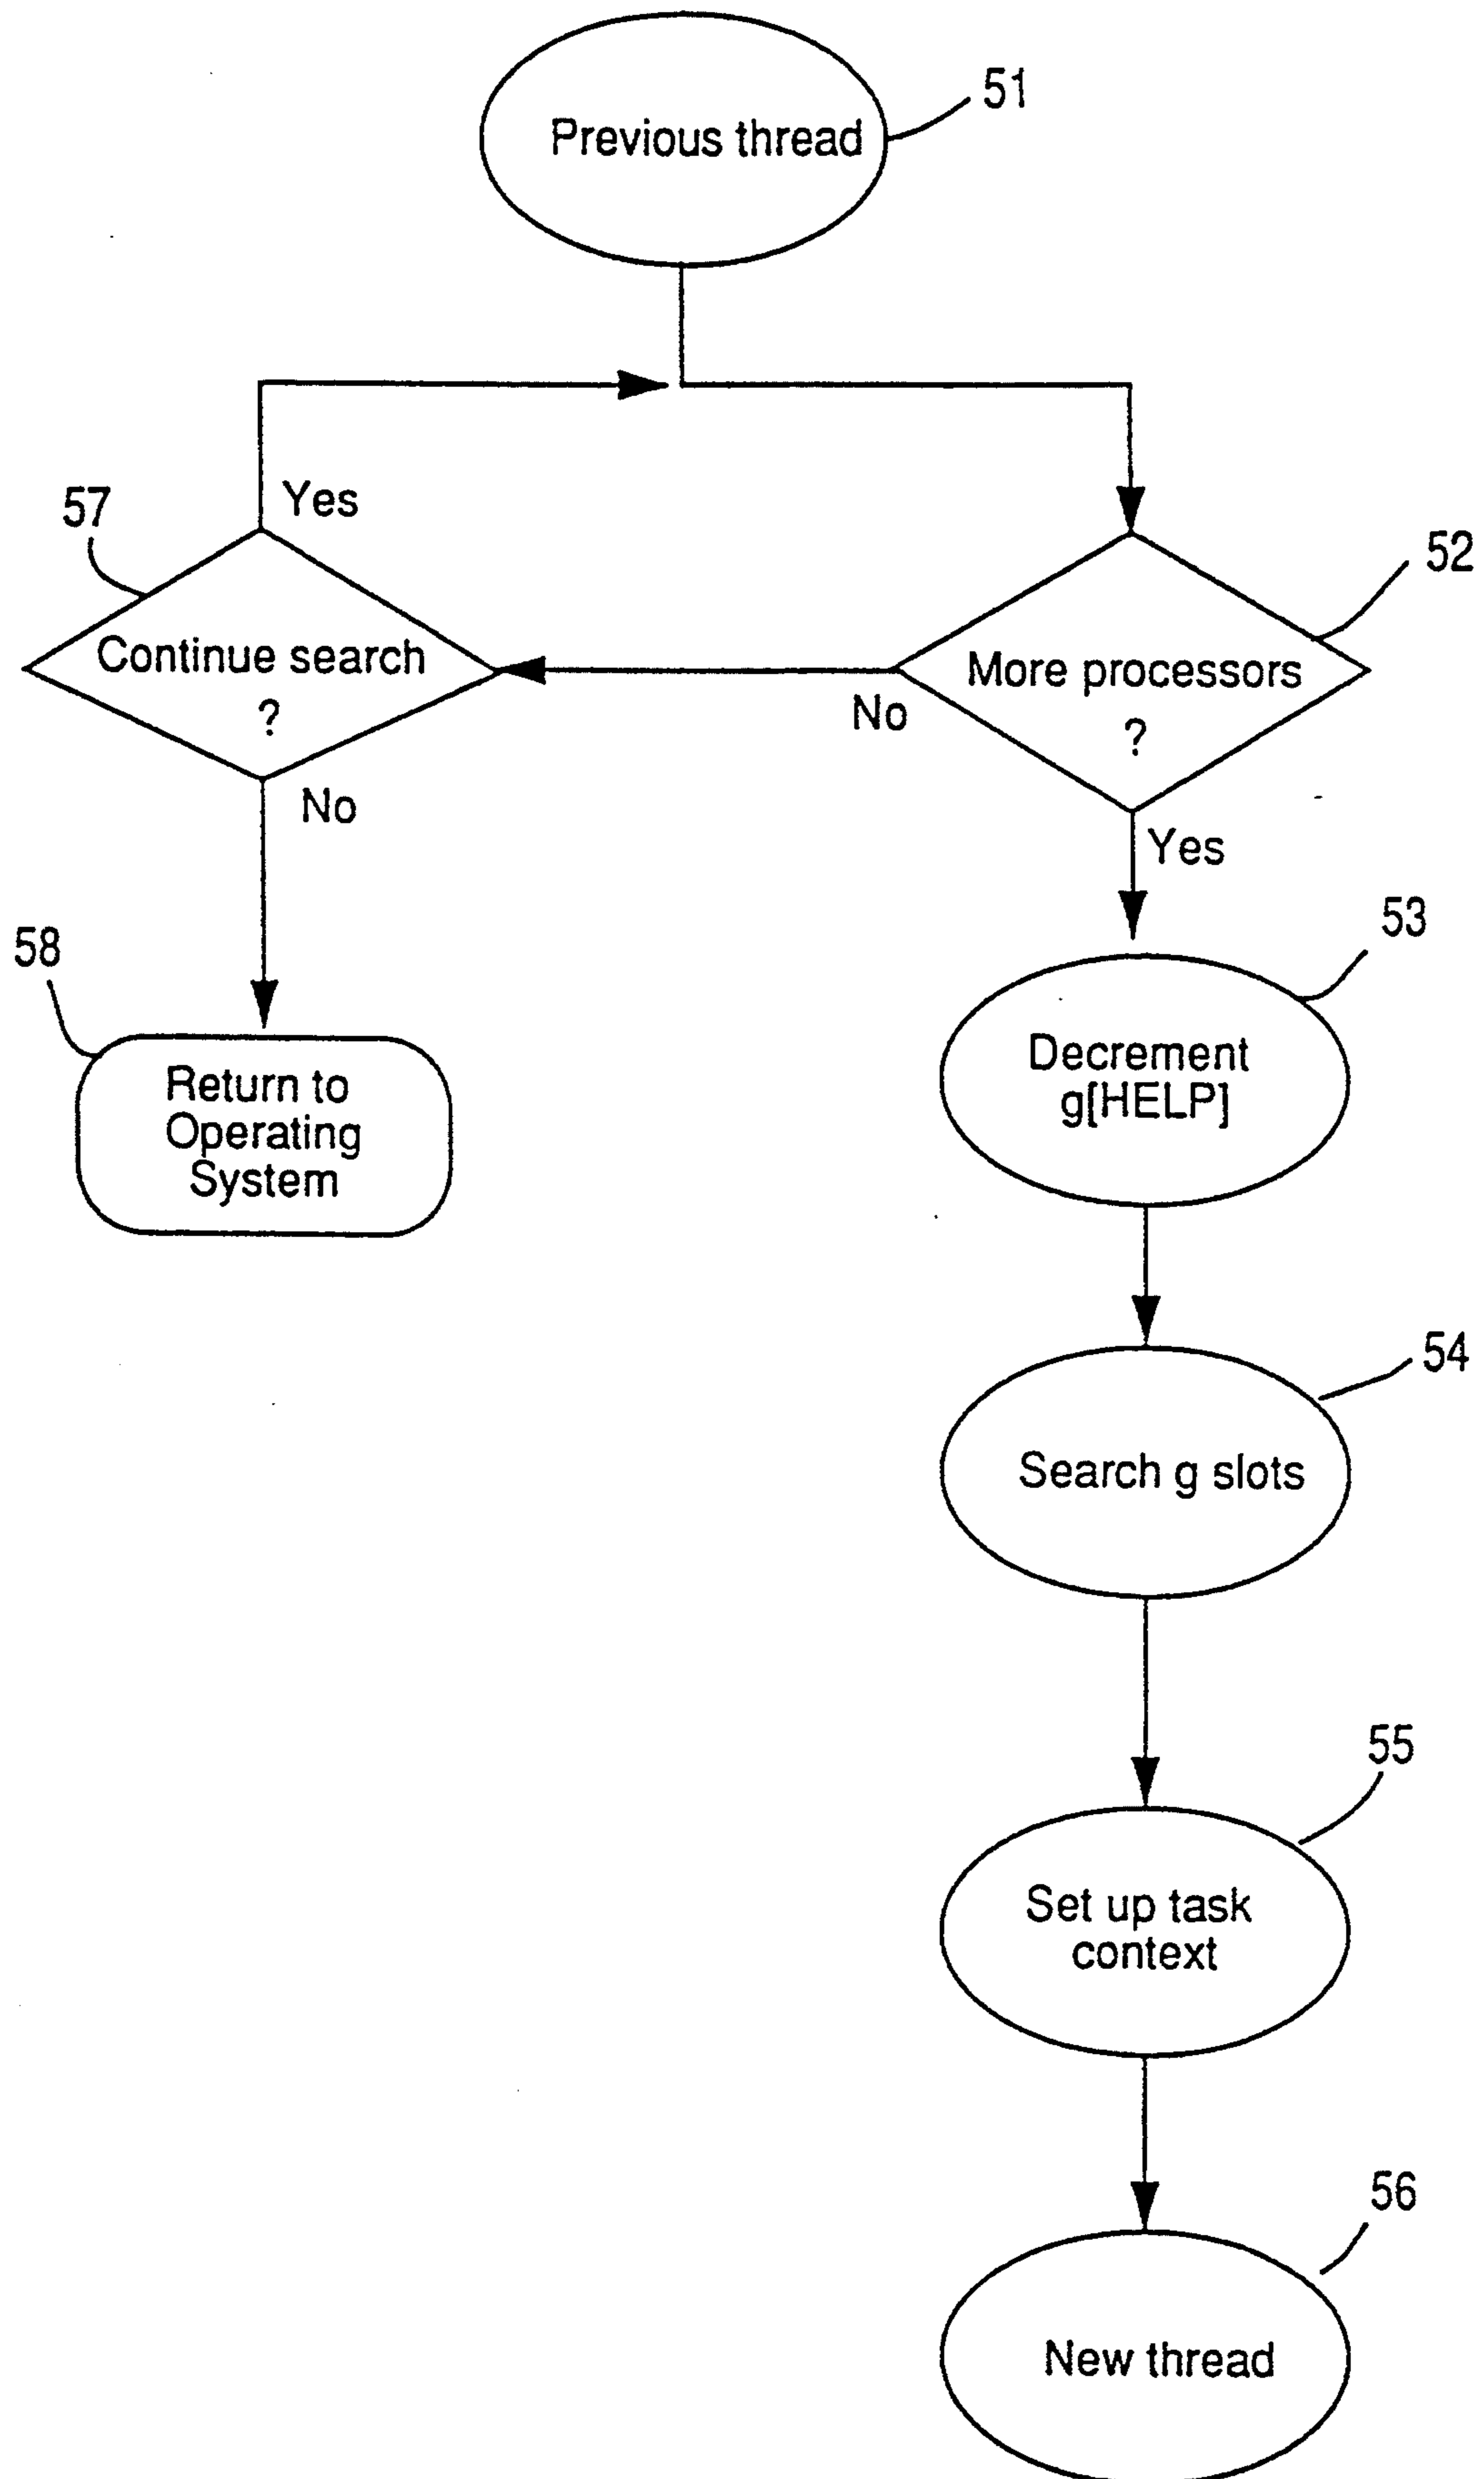 51
Previous thread
57
Yes
52
Continue search
?
More processors
?
No
No
Yes
58
53
Return to
Operating
System
Decrement
g[HELP]
54
Search g slots
55
Set up task
context
56
New thread